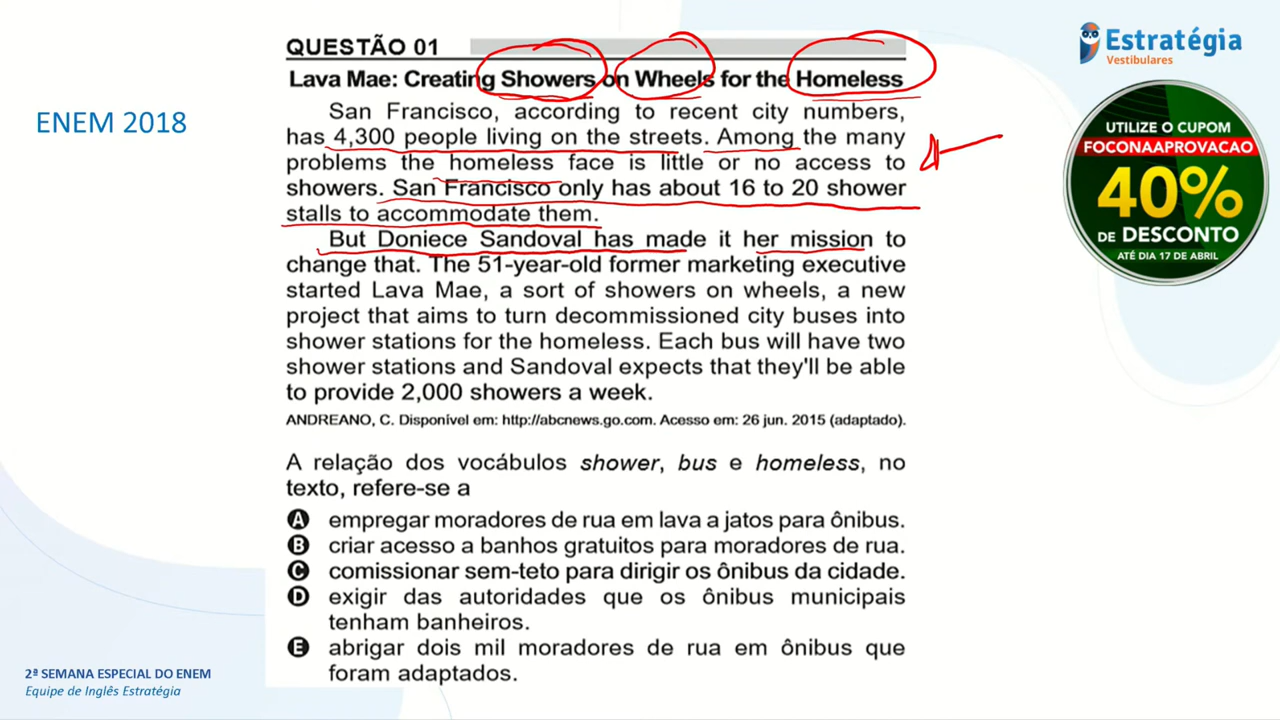 QUESTÃO 01
Lava Mae: Creating Showers on Wheels for the Homeless
San Francisco, according to recent city numbers,
has 4,300 people living on the streets. Among the many
problems the homeless face is little or no access to
showers. San Francisco only has about 16 to 20 shower
stalls to accommodate them.
But Doniece Sandoval has made it her mission to
change that. The 51-year-old former marketing executive
started Lava Mae, a sort of showers on wheels, a new
project that aims to turn decommissioned city buses into
shower stations for the homeless. Each bus will have two
shower stations and Sandoval expects that they'll be able
to provide 2,000 showers a week.
ANDREANO, C. Disponível em: http://abcnews.go.com. Acesso em: 26 jun. 2015 (adaptado).
A relação dos vocábulos shower, bus e homeless, no
texto, refere-se a
A empregar moradores de rua em lava a jatos para ônibus.
B criar acesso a banhos gratuitos para moradores de rua.
C comissionar sem-teto para dirigir os ônibus da cidade.
D exigir das autoridades que os ônibus municipais
tenham banheiros.
E abrigar dois mil moradores de rua em ônibus que
foram adaptados.
ENEM 2018
Estratégia
Vestibulares
UTILIZE O CUPOM
FOCONAAPROVACAO
40%
DE DESCONTO
ATÉ DIA 17 DE ABRIL
2ª SEMANA ESPECIAL DO ENEM
Equipe de Inglês Estratégia